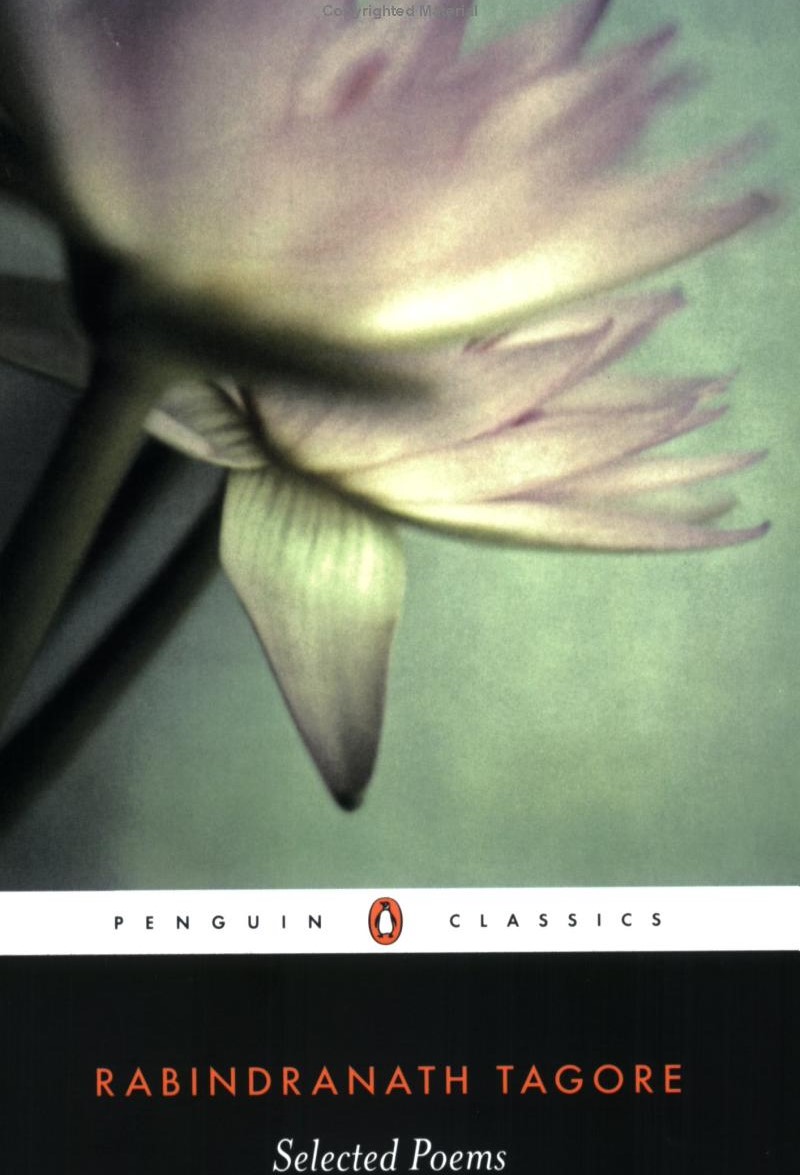 Copyrighted Material
PENGUIN CLASSICS
RABINDRANATH TAGORE
Selected Poems